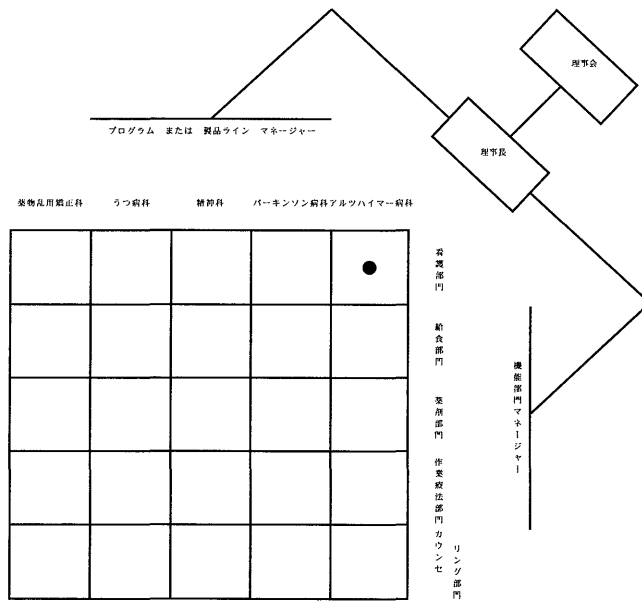 理事会
理事長
プログラム または 製品ライン マネージャー
薬物乱用矯正科 うつ病科 精神科 パーキンソン病科 アルツハイマー病科
看護部門
給食部門
薬剤部門
作業療法部門
カウンセ
リング部門
機能部門マネージャー